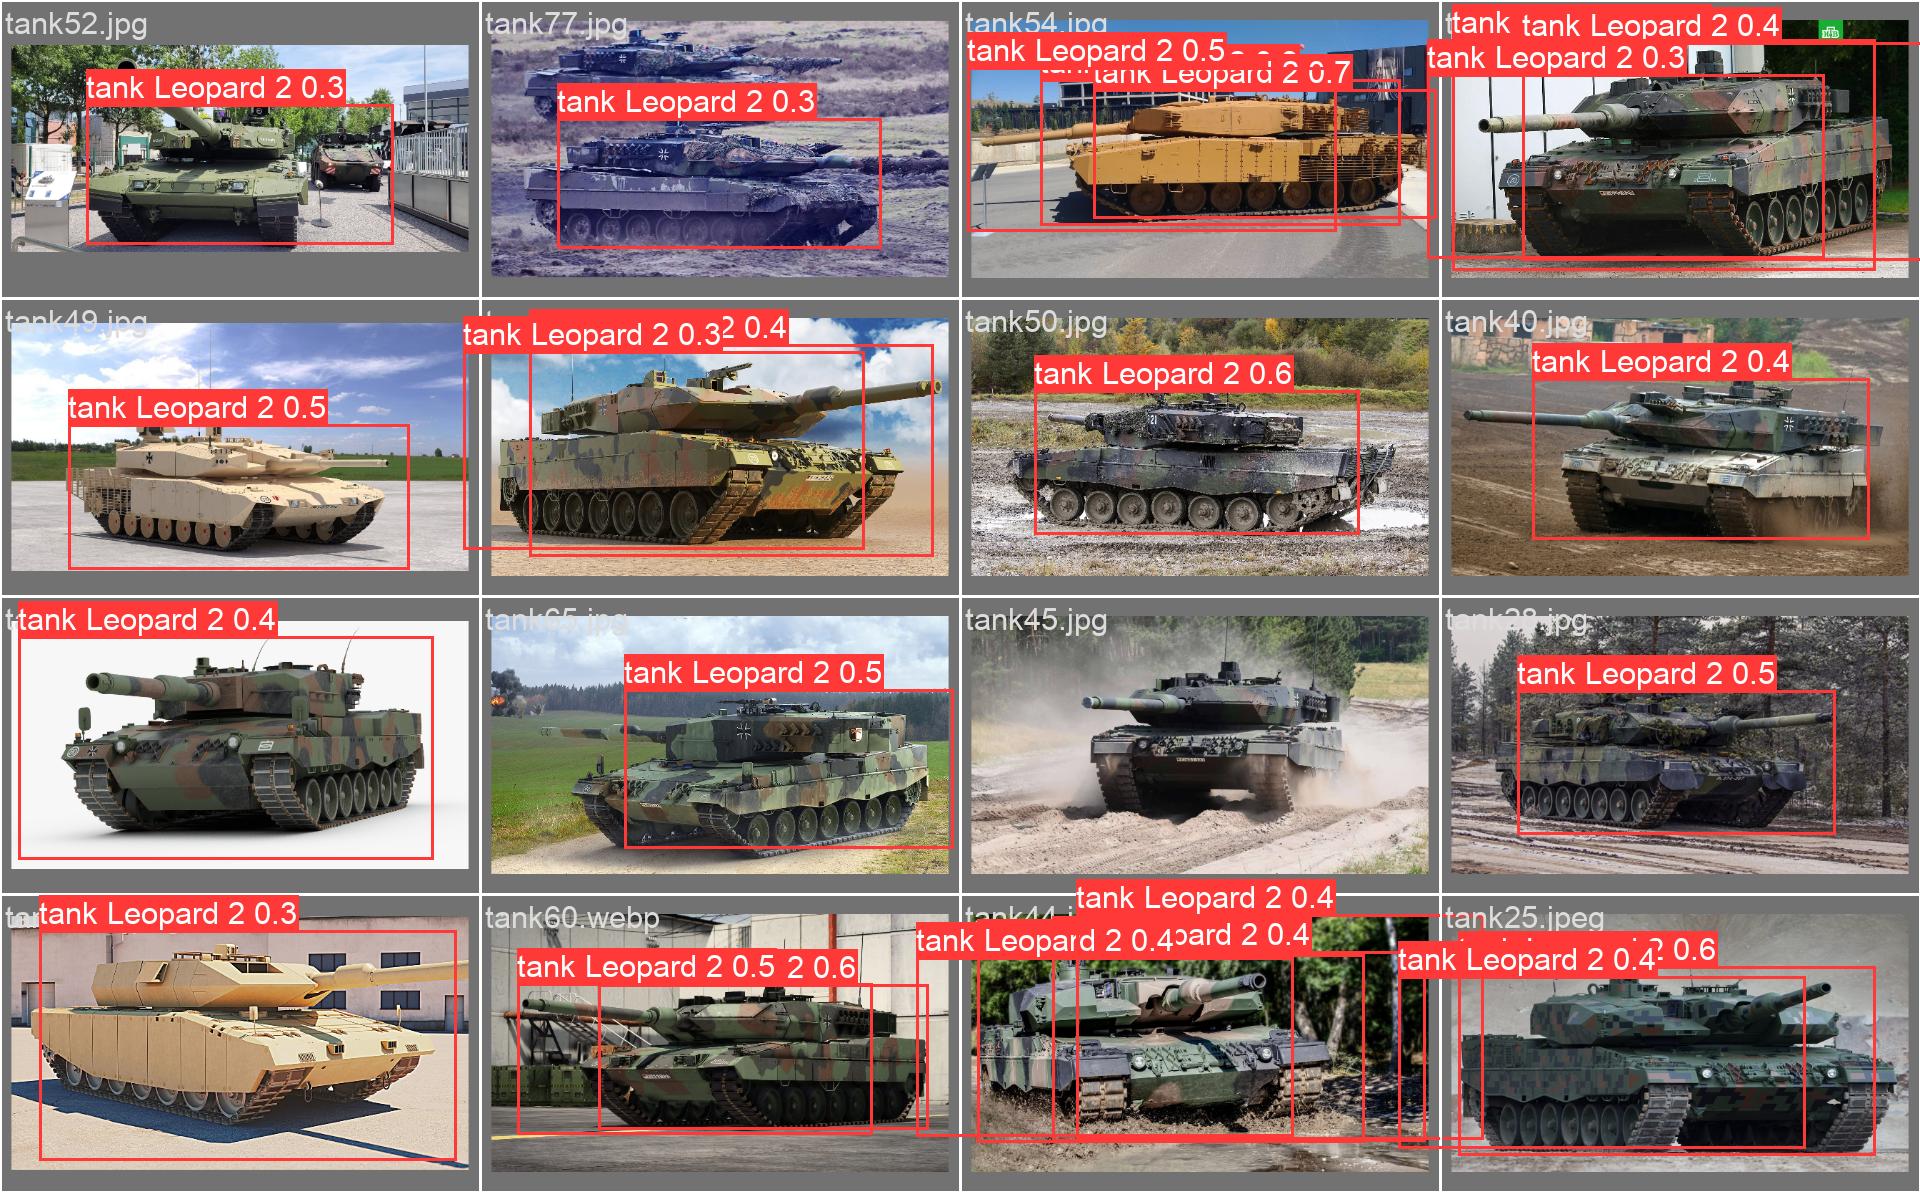 tank52.jpg
tank Leopard 2 0.3
tank77.jpg
tank Leopard 2 0.3
tank54.jpg
tank Leopard 2 0.5
tank Leopard 2 0.7
tank
tank Leopard 2 0.4
tank Leopard 2 0.3
tank49.jpg
tank Leopard 2 0.5
tank Leopard 2 0.3
2 0.4
tank50.jpg
tank Leopard 2 0.6
tank40.jpg
tank Leopard 2 0.4
tank Leopard 2 0.4
tank65.jpg
tank Leopard 2 0.5
tank45.jpg
tank28.jpg
tank Leopard 2 0.5
tank Leopard 2 0.3
tank60.webp
tank Leopard 2 0.5
2 0.6
tank44.j
tank Leopard 2 0.4
tank Leopard 2 0.4
pard 2 0.4
tank25.jpeg
tank Leopard 2 0.4
2 0.6